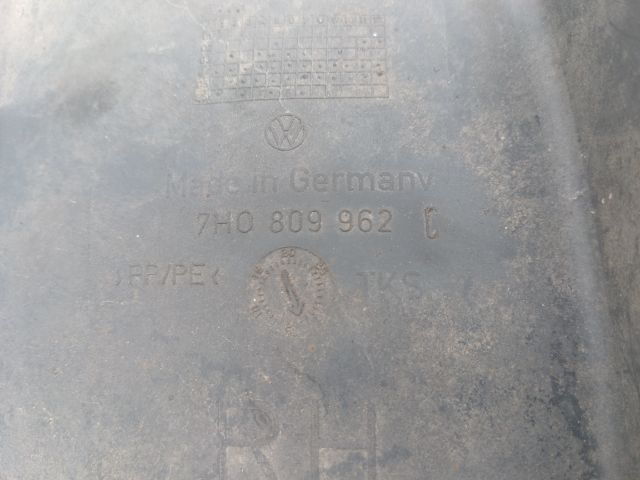 Made in Germany
7H0 809 962 C
>PP/PE< TKS
RH